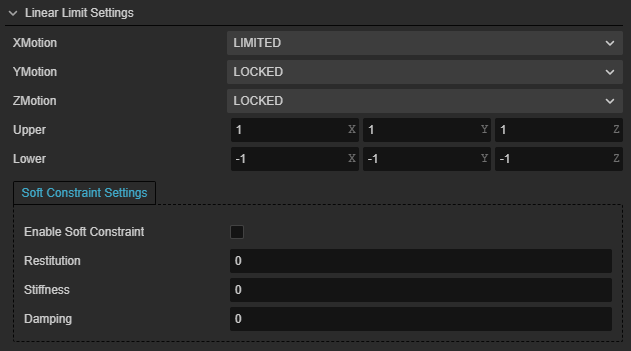 Linear Limit Settings
XMotion LIMITED
YMotion LOCKED
ZMotion LOCKED
Upper 1 X 1 Y 1 Z
Lower -1 X -1 Y -1 Z
Soft Constraint Settings
Enable Soft Constraint
Restitution 0
Stiffness 0
Damping 0